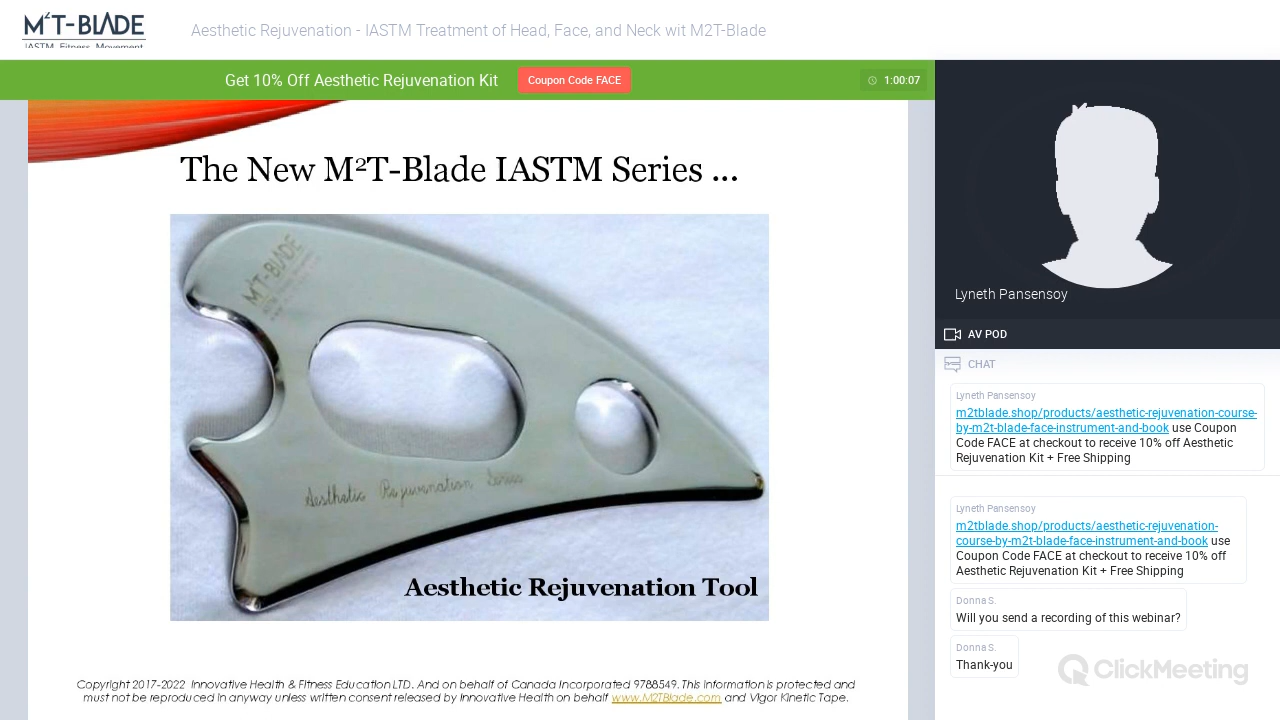 M²T-BLADE
IASTM Fitness Movement
Aesthetic Rejuvenation - IASTM Treatment of Head, Face, and Neck wit M2T-Blade
Get 10% Off Aesthetic Rejuvenation Kit
Coupon Code FACE
1:00:07
The New M²T-Blade IASTM Series ...
M²T-BLADE
Aesthetic Rejuvenation Series
Aesthetic Rejuvenation Tool
Copyright 2017-2022 Innovative Health & Fitness Education LTD. And on behalf of Canada Incorporated 9788549. This information is protected and
must not be reproduced in anyway unless written consent released by Innovative Health on behalf www.M2TBlade.com and Vigor Kinetic Tape.
Lyneth Pansensoy
AV POD
CHAT
Lyneth Pansensoy
m2tblade.shop/products/aesthetic-rejuvenation-course-
by-m2t-blade-face-instrument-and-book use Coupon
Code FACE at checkout to receive 10% off Aesthetic
Rejuvenation Kit + Free Shipping
Lyneth Pansensoy
m2tblade.shop/products/aesthetic-rejuvenation-
course-by-m2t-blade-face-instrument-and-book use
Coupon Code FACE at checkout to receive 10% off
Aesthetic Rejuvenation Kit + Free Shipping
Donna S.
Will you send a recording of this webinar?
Donna S.
Thank-you
ClickMeeting